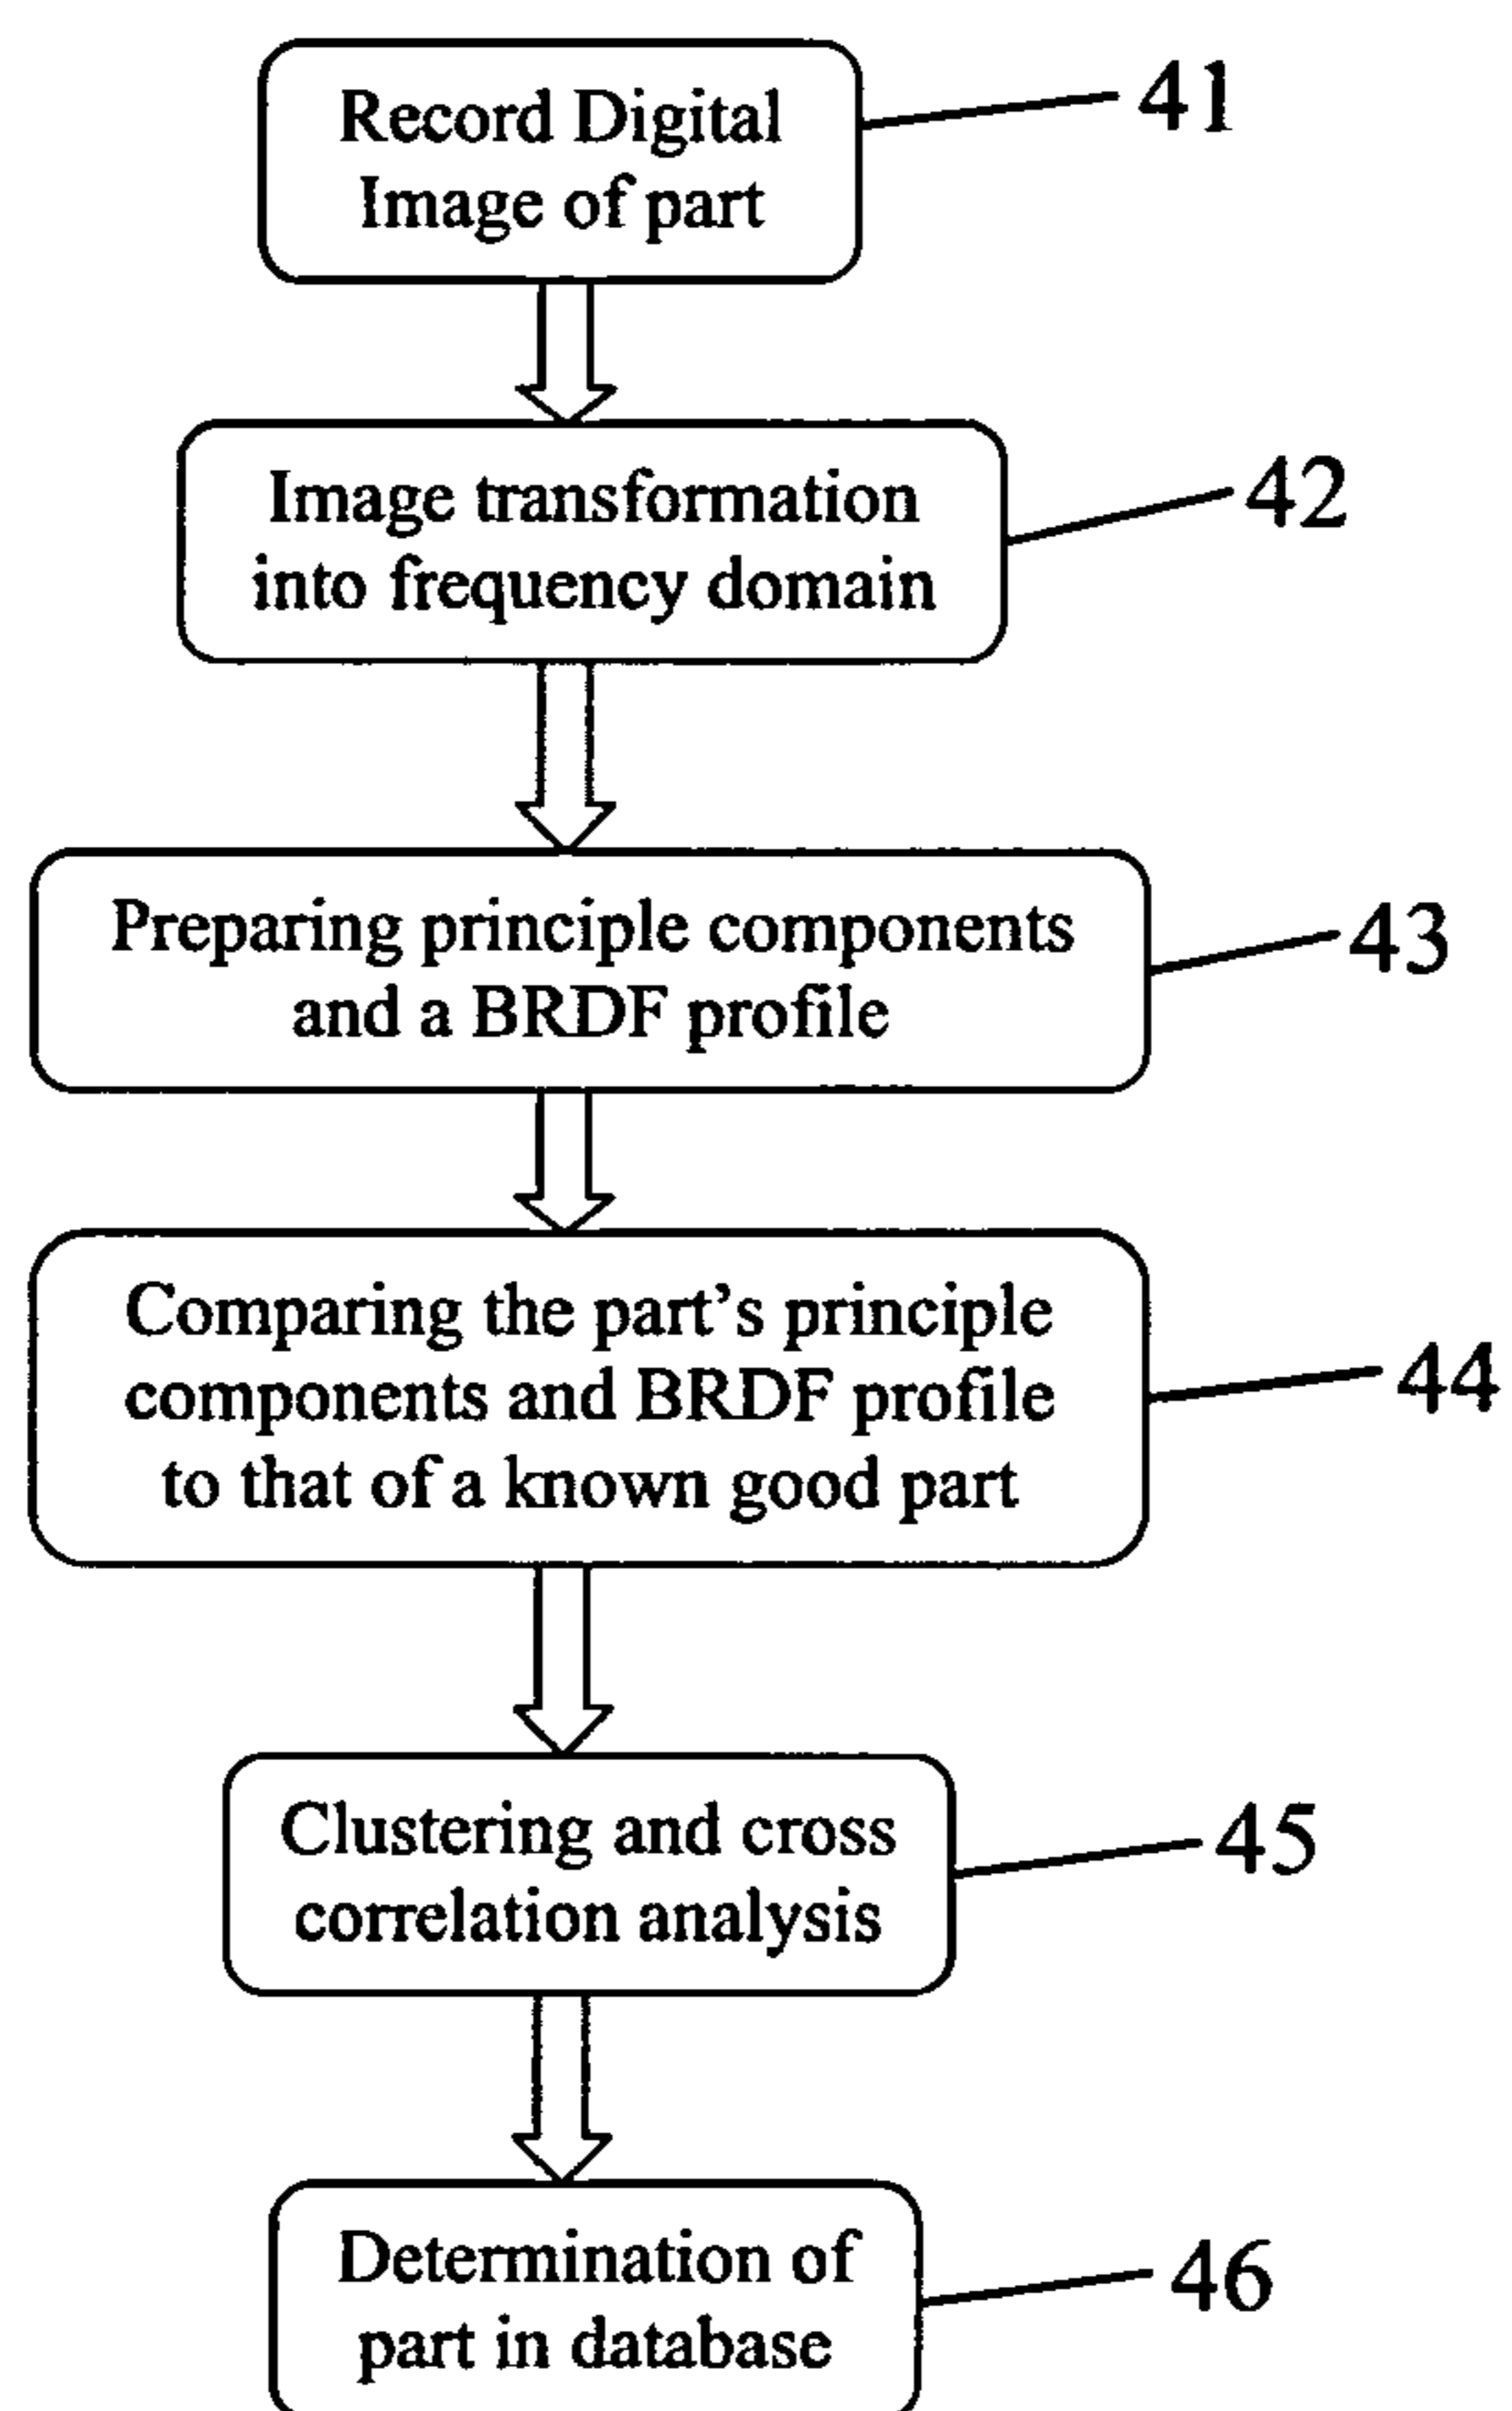 Record Digital
Image of part
41
Image transformation
into frequency domain
42
Preparing principle components
and a BRDF profile
43
Comparing the part's principle
components and BRDF profile
to that of a known good part
44
Clustering and cross
correlation analysis
45
Determination of
part in database
46